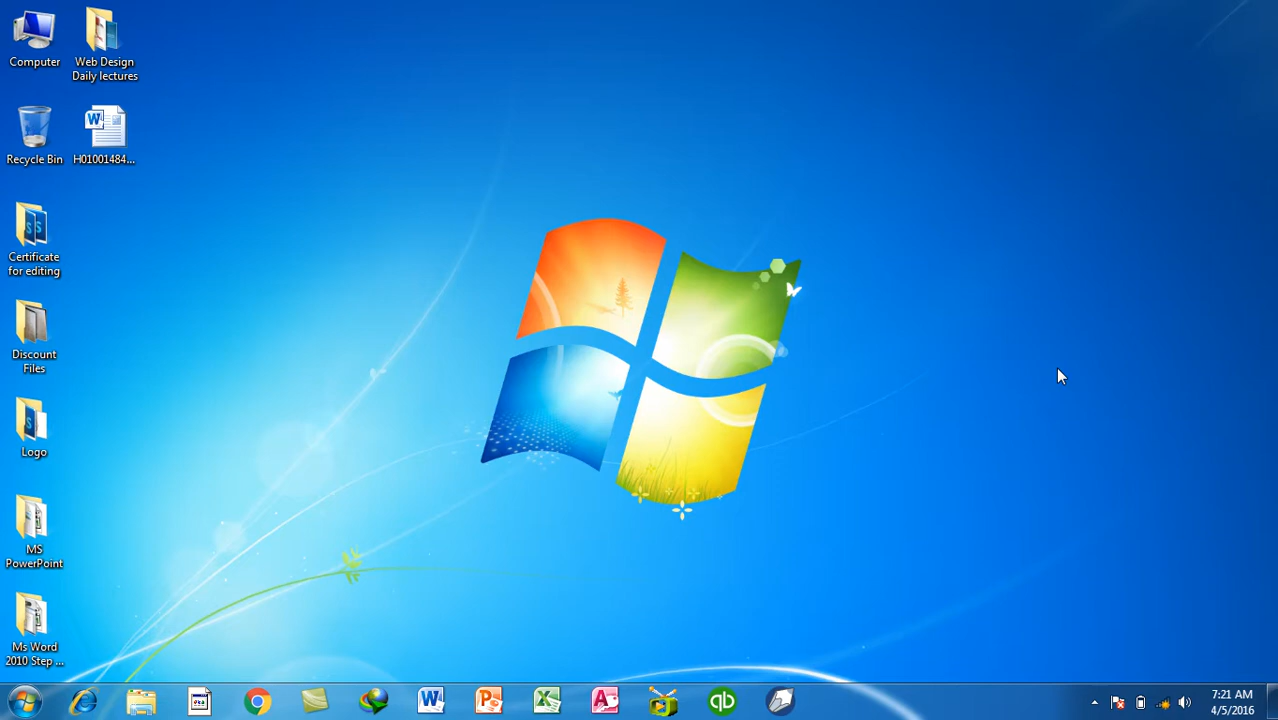 Computer
Web Design
Daily lectures
Recycle Bin
H01001484...
Certificate
for editing
Discount
Files
Logo
MS
PowerPoint
Ms Word
2010 Step ...
7:21 AM
4/5/2016